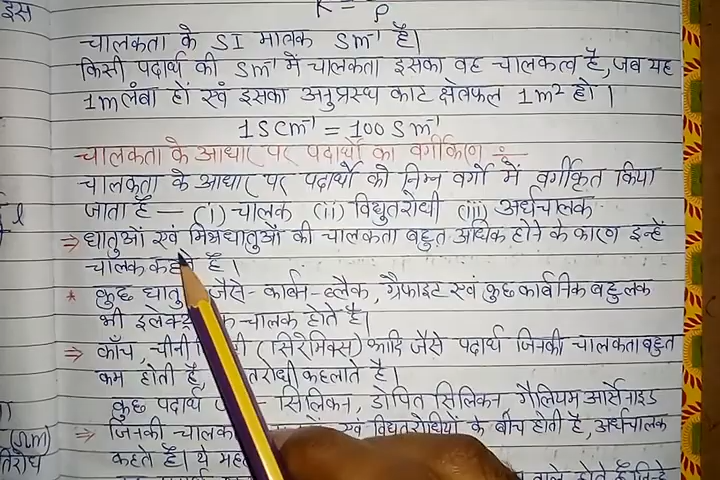 इस
K = ρ
चालकता के SI मात्रक Sm⁻¹ है।
किसी पदार्थ की Sm⁻¹ में चालकता इसका वह चालकत्व है, जब यह
1m लंबा हो एवं इसका अनुप्रस्थ काट क्षेत्रफल 1m² हो।
1 S cm⁻¹ = 100 S m⁻¹
चालकता के आधार पर पदार्थों का वर्गीकरण ÷
चालकता के आधार पर पदार्थों को निम्न वर्गों में वर्गीकृत किया
जाता है — (i) चालक (ii) विद्युतरोधी (iii) अर्धचालक
⇒ धातुओं एवं मिश्रधातुओं की चालकता बहुत अधिक होने के कारण इन्हें
चालक कहते हैं।
* कुछ धातु जैसे - कार्बन - ब्लैक, ग्रैफाइट एवं कुछ कार्बनिक बहुलक
भी चालक होते हैं।
⇒ काँच, चीनी (सिरेमिक्स) आदि जैसे पदार्थ जिनकी चालकता बहुत
कम होती है, कहलाते है।
कुछ पदार्थ सिलिकन, डोपित सिलिकन, गैलियम आर्सेनाइड
⇒ जिनकी एवं विद्युतरोधियों के बीच होती है, अर्धचालक
कहते है। ये